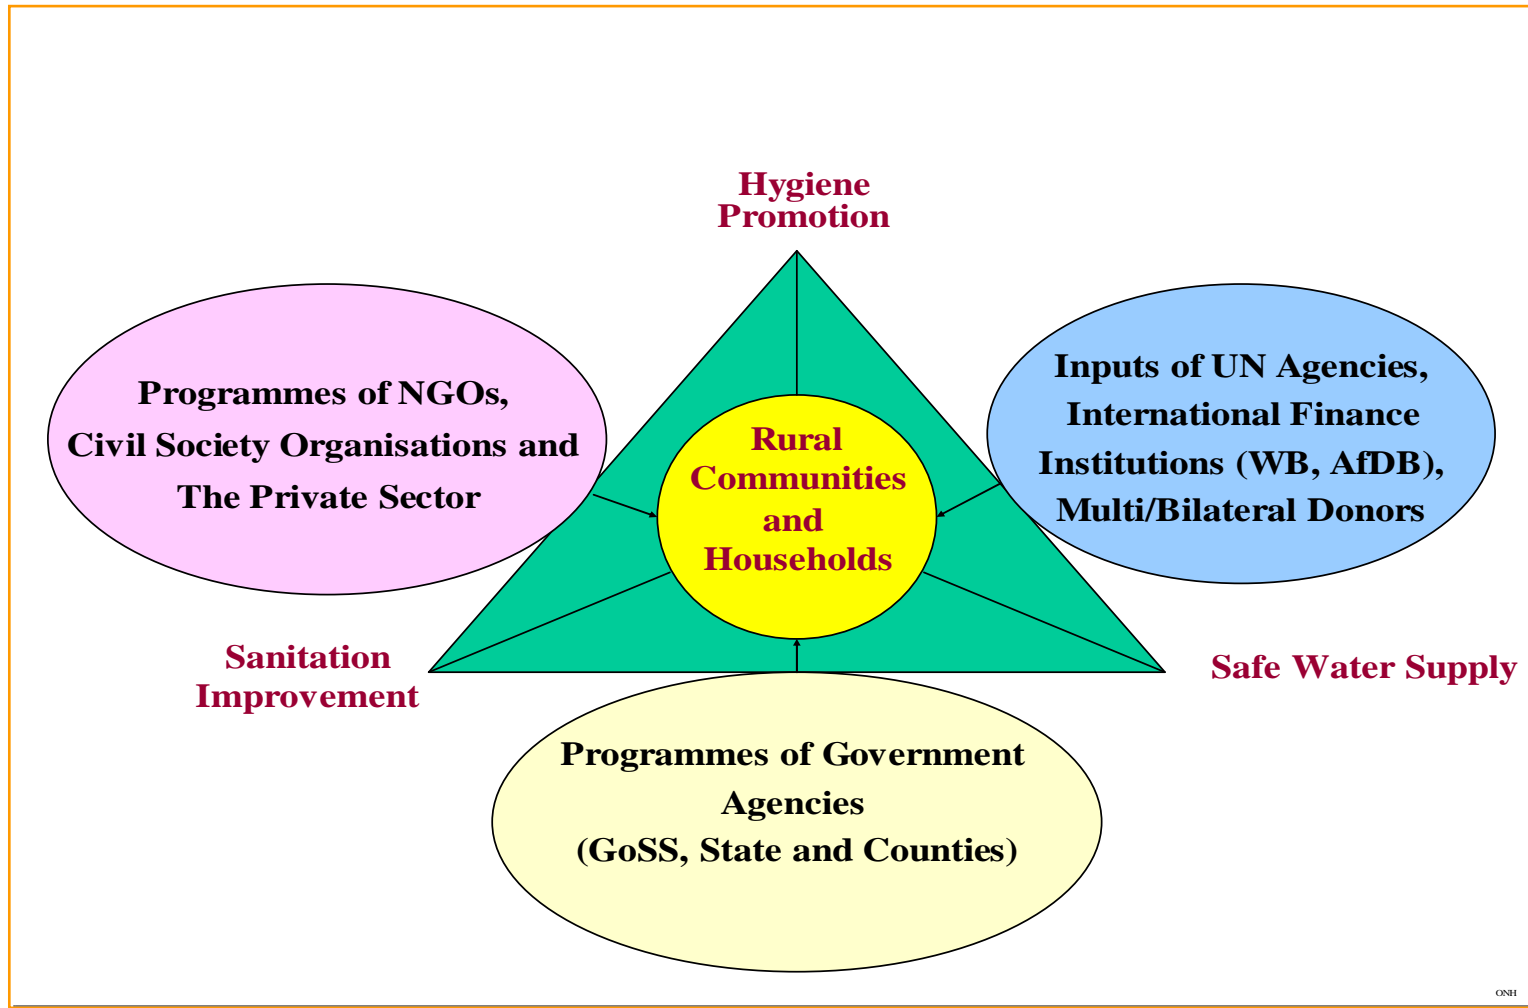 Hygiene
Promotion
Programmes of NGOs,
Civil Society Organisations and
The Private Sector
Rural
Communities
and
Households
Inputs of UN Agencies,
International Finance
Institutions (WB, AfDB),
Multi/Bilateral Donors
Sanitation
Improvement
Safe Water Supply
Programmes of Government
Agencies
(GoSS, State and Counties)
ONH